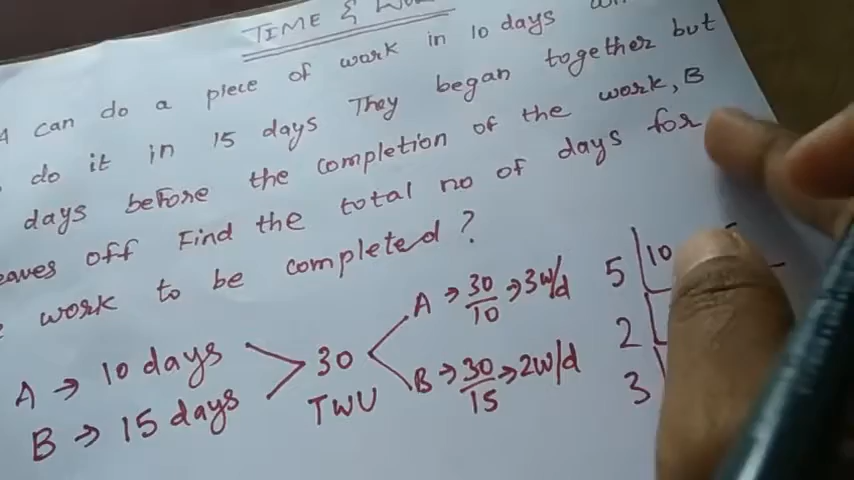 TIME &
A can do a piece of work in 10 days
do it in 15 days They began together but
days before the completion of the work, B
leaves off Find the total no of days for
work to be completed?
A → 10 days
B → 15 days
30
TWU
A → 30/10 → 3w/d
B → 30/15 → 2w/d
5 10
2
3